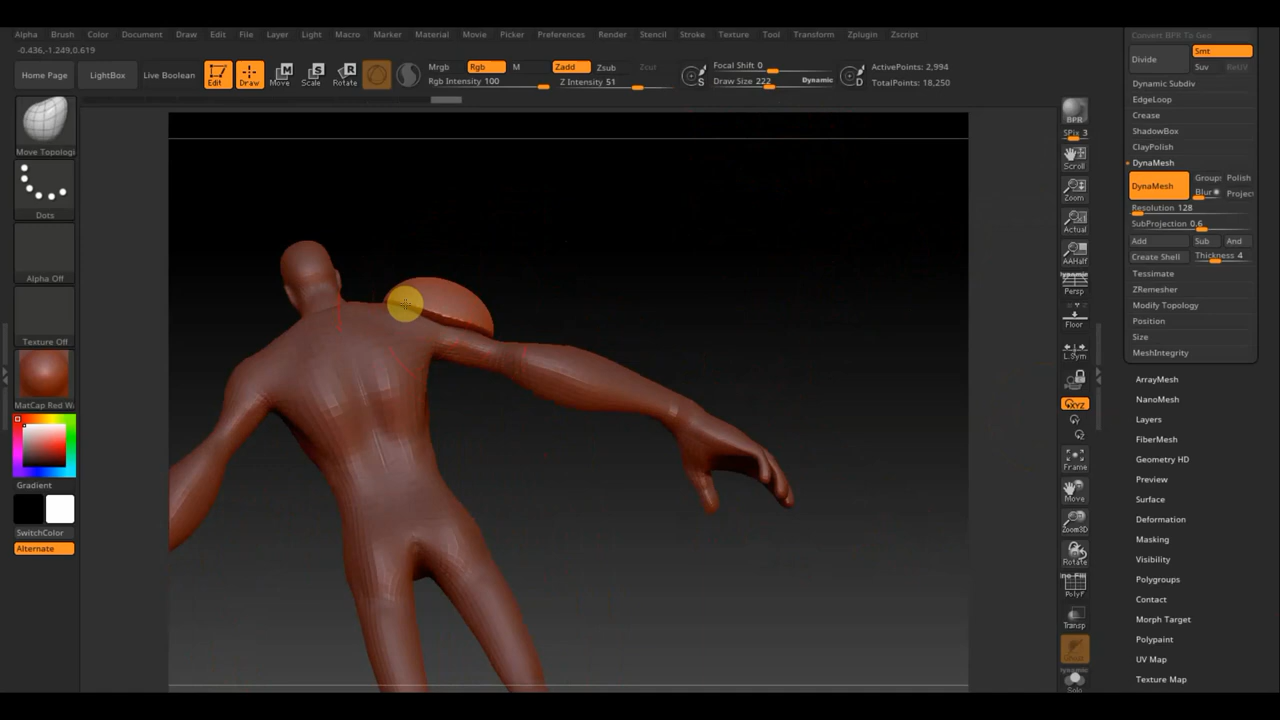 Alpha Brush Color Document Draw Edit File Layer Light Macro Marker Material Movie Picker Preferences Render Stencil Stroke Texture Tool Transform Zplugin Zscript
-0.436,-1.249,0.619
Home Page LightBox Live Boolean Edit Draw Move Scale Rotate
Mrgb Rgb M Zadd Zsub Zcut
Rgb Intensity 100 Z Intensity 51
S Focal Shift 0
Draw Size 222 Dynamic
D ActivePoints: 2,994
TotalPoints: 18,250
Move Topologic
Dots
Alpha Off
Texture Off
MatCap Red Wa
Gradient
SwitchColor
Alternate
BPR
SPix 3
Scroll
Zoom
Actual
AAHalf
Dynamic
Persp
Floor
L.Sym
XYZ
Y
Z
Frame
Move
Zoom3D
Rotate
PolyF
Transp
Ghost
Solo
Convert BPR To Geo
Divide Smt
Suv ReUV
Dynamic Subdiv
EdgeLoop
Crease
ShadowBox
ClayPolish
DynaMesh
DynaMesh Groups Polish
Blur Project
Resolution 128
SubProjection 0.6
Add Sub And
Create Shell Thickness 4
Tessimate
ZRemesher
Modify Topology
Position
Size
MeshIntegrity
ArrayMesh
NanoMesh
Layers
FiberMesh
Geometry HD
Preview
Surface
Deformation
Masking
Visibility
Polygroups
Contact
Morph Target
Polypaint
UV Map
Texture Map